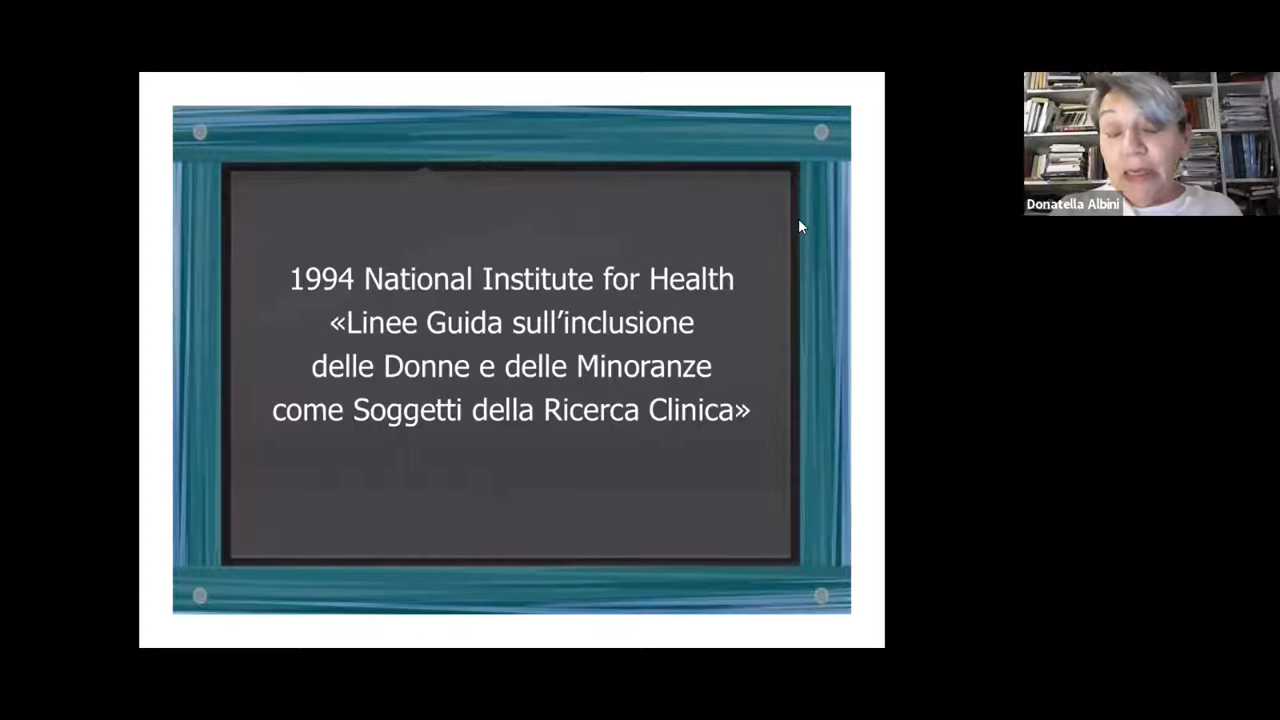 1994 National Institute for Health
«Linee Guida sull’inclusione
delle Donne e delle Minoranze
come Soggetti della Ricerca Clinica»
Donatella Albini